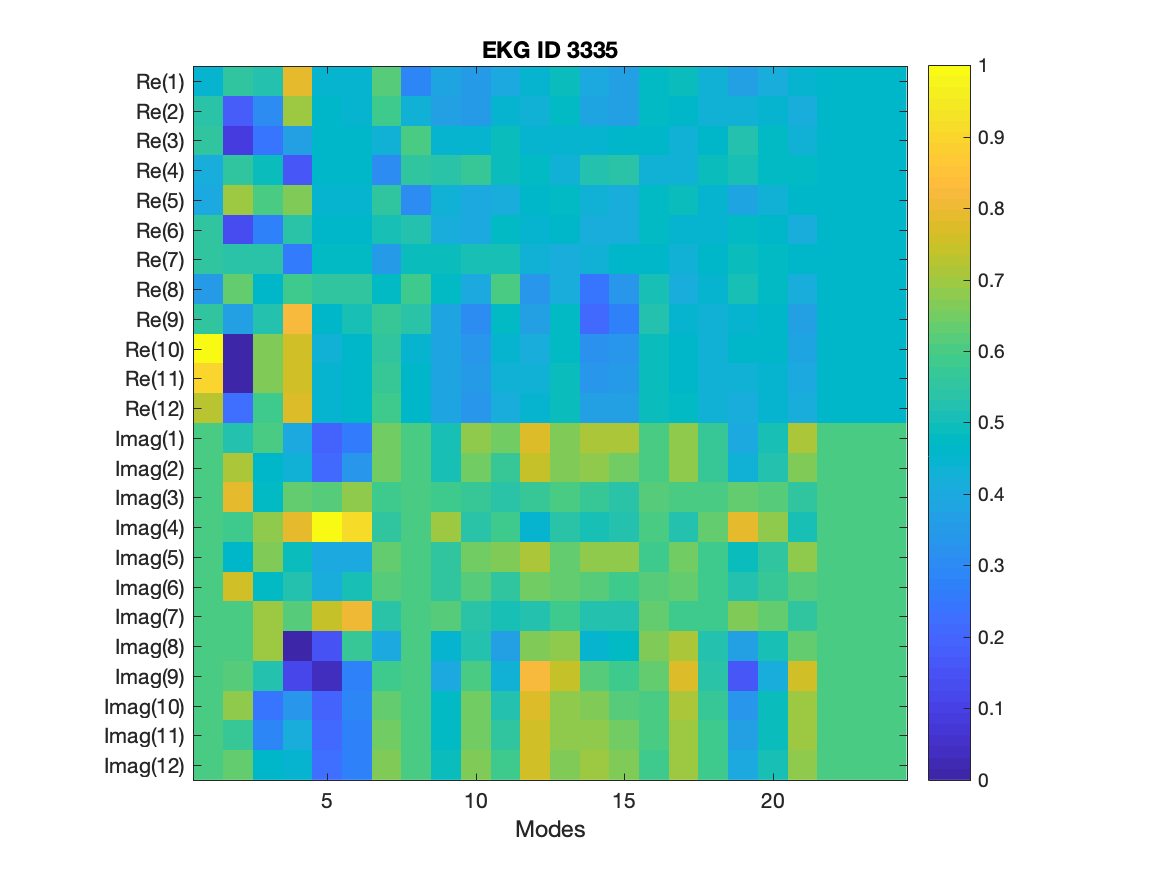 EKG ID 3335
Re(1)
Re(2)
Re(3)
Re(4)
Re(5)
Re(6)
Re(7)
Re(8)
Re(9)
Re(10)
Re(11)
Re(12)
Imag(1)
Imag(2)
Imag(3)
Imag(4)
Imag(5)
Imag(6)
Imag(7)
Imag(8)
Imag(9)
Imag(10)
Imag(11)
Imag(12)
5 10 15 20
Modes
1
0.9
0.8
0.7
0.6
0.5
0.4
0.3
0.2
0.1
0